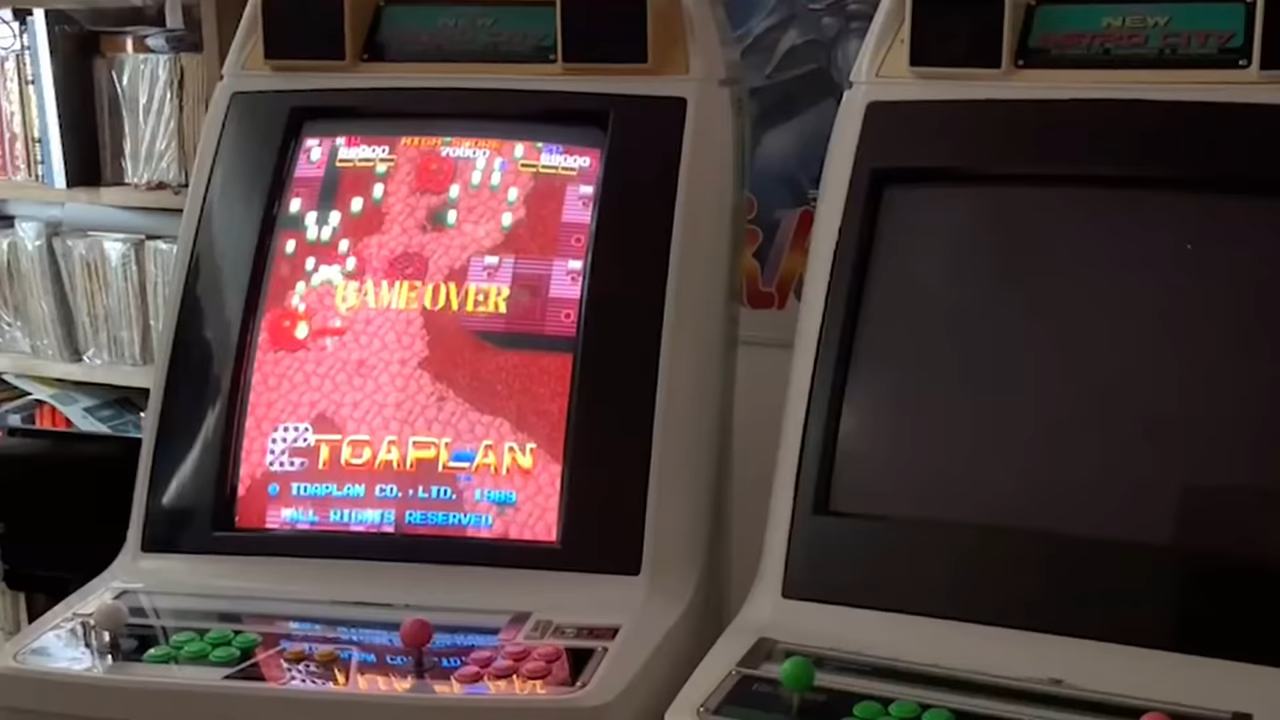 NEW
ASTRO CITY
NEW
ASTRO CITY
HIGH SCORE
70000
GAME OVER
TOAPLAN
© TOAPLAN CO.,LTD. 1989
ALL RIGHTS RESERVED